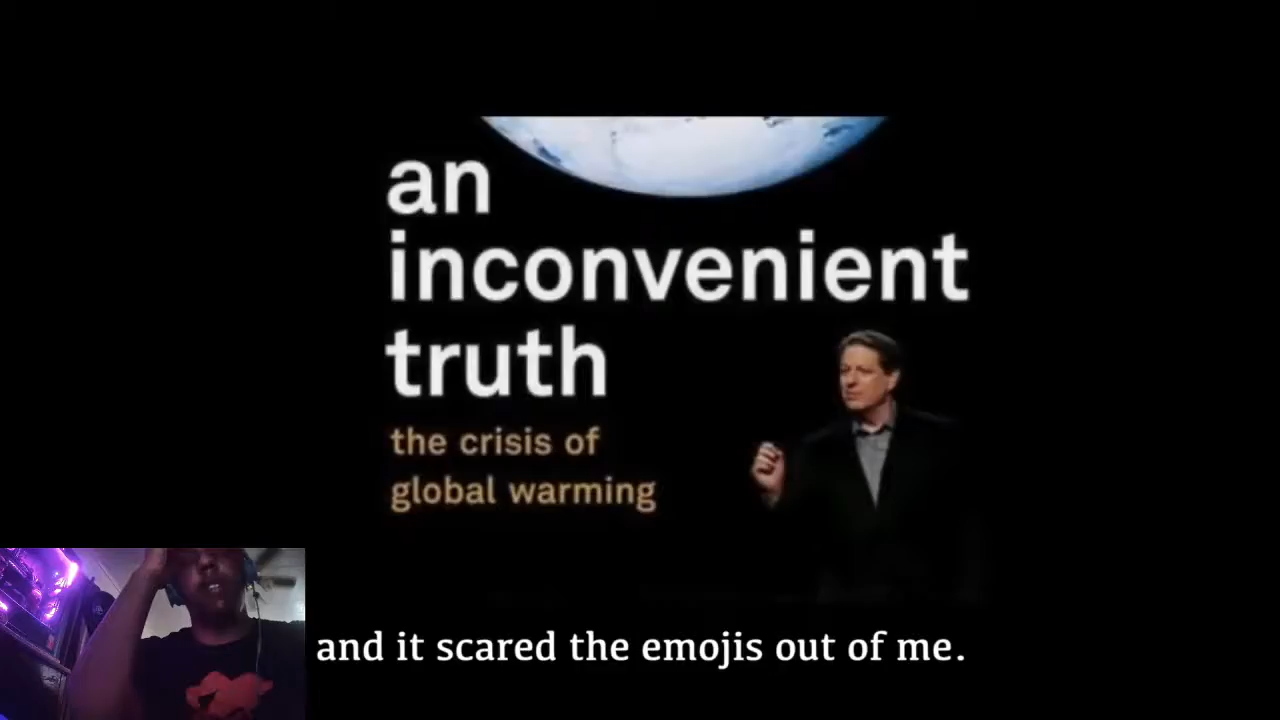 an
inconvenient
truth
the crisis of
global warming
and it scared the emojis out of me.